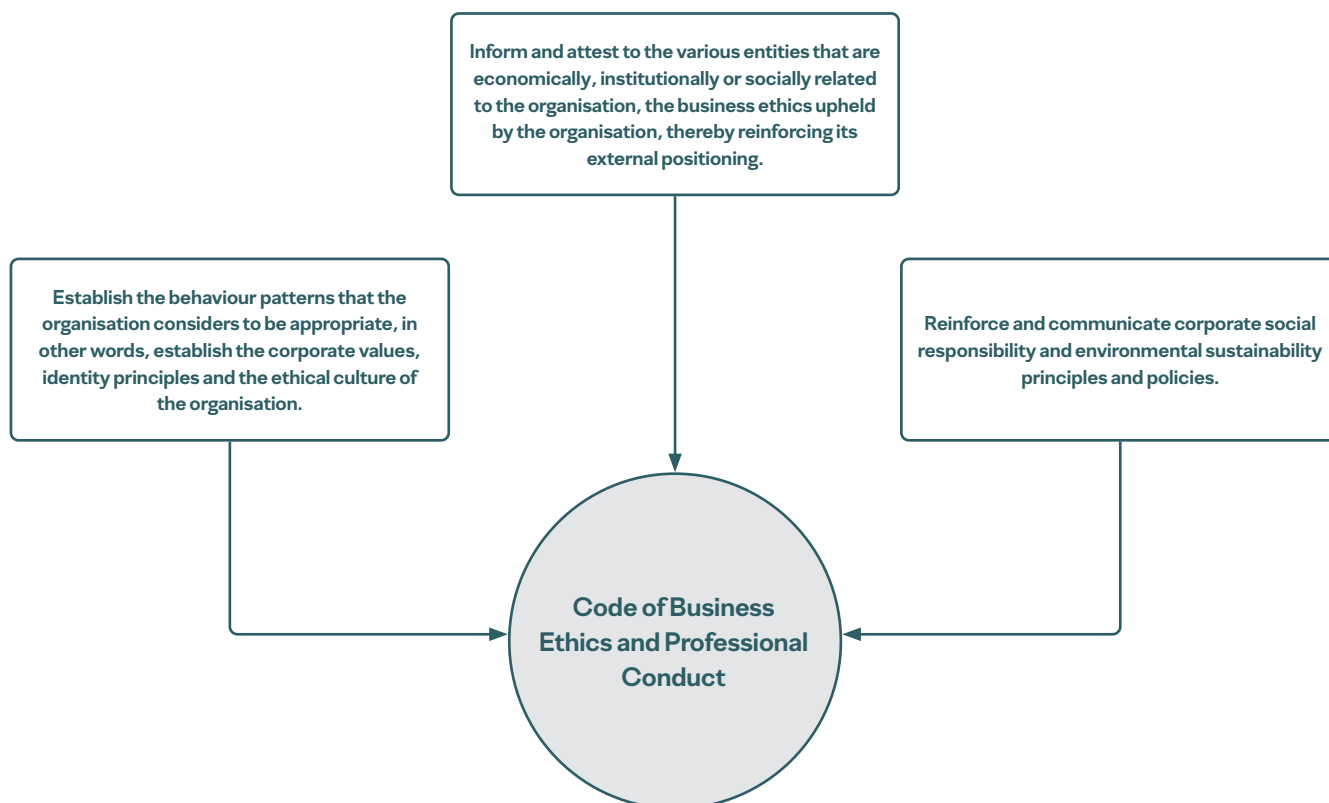 Inform and attest to the various entities that are
economically, institutionally or socially related
to the organisation, the business ethics upheld
by the organisation, thereby reinforcing its
external positioning.
Establish the behaviour patterns that the
organisation considers to be appropriate, in
other words, establish the corporate values,
identity principles and the ethical culture of
the organisation.
Reinforce and communicate corporate social
responsibility and environmental sustainability
principles and policies.
Code of Business
Ethics and Professional
Conduct